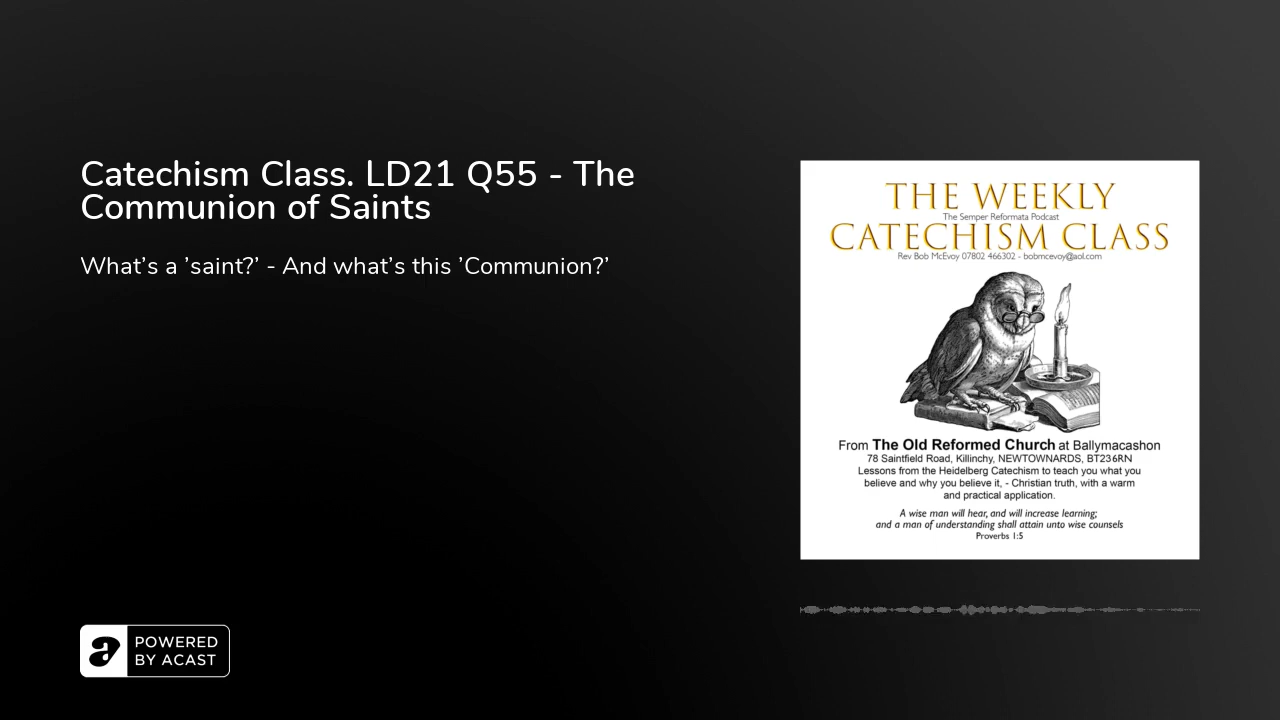 Catechism Class. LD21 Q55 - The
Communion of Saints
What’s a ’saint?’ - And what’s this ’Communion?’
THE WEEKLY
The Semper Reformata Podcast
CATECHISM CLASS
Rev Bob McEvoy 07802 466302 - bobmcevoy@aol.com
From The Old Reformed Church at Ballymacashon
78 Saintfield Road, Killinchy, NEWTOWNARDS, BT236RN
Lessons from the Heidelberg Catechism to teach you what you
believe and why you believe it, - Christian truth, with a warm
and practical application.
A wise man will hear, and will increase learning;
and a man of understanding shall attain unto wise counsels
Proverbs 1:5
POWERED
BY ACAST